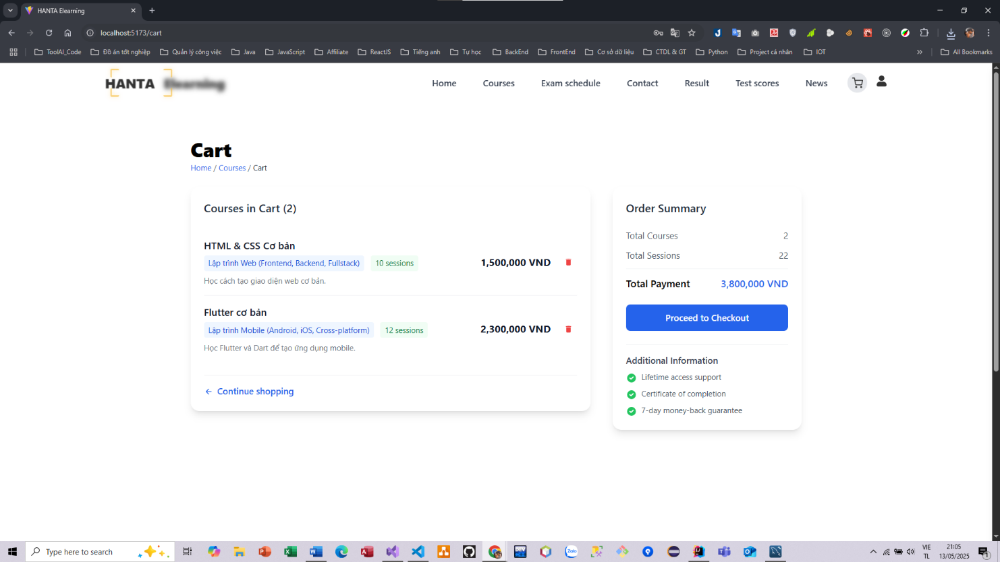 HANTA Elearning
localhost:5173/cart
ToolAI_Code Đồ án tốt nghiệp Quản lý công việc Java JavaScript Affiliate ReactJS Tiếng anh Tự học BackEnd FrontEnd Cơ sở dữ liệu CTDL & GT Python Project cá nhân IOT All Bookmarks
HANTA Elearning Home Courses Exam schedule Contact Result Test scores News
Cart
Home / Courses / Cart
Courses in Cart (2)
HTML & CSS Cơ bản
Lập trình Web (Frontend, Backend, Fullstack) 10 sessions
1,500,000 VND
Học cách tạo giao diện web cơ bản.
Flutter cơ bản
Lập trình Mobile (Android, iOS, Cross-platform) 12 sessions
2,300,000 VND
Học Flutter và Dart để tạo ứng dụng mobile.
Continue shopping
Order Summary
Total Courses 2
Total Sessions 22
Total Payment 3,800,000 VND
Proceed to Checkout
Additional Information
Lifetime access support
Certificate of completion
7-day money-back guarantee
Type here to search
VIE
TL
21:05
13/05/2025